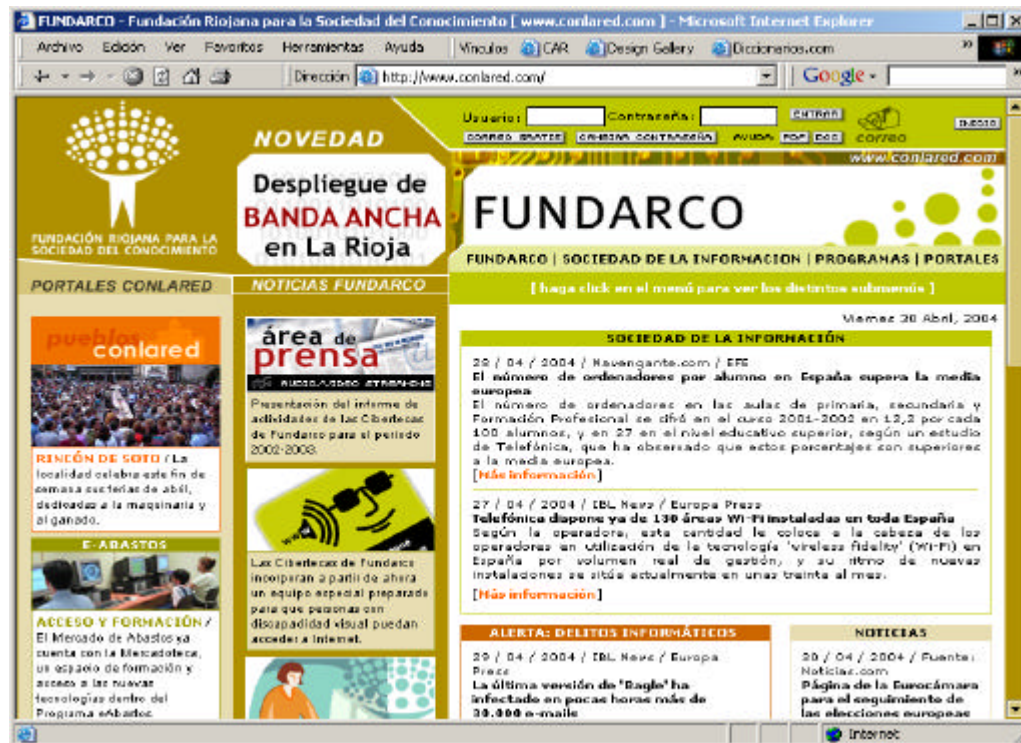 FUNDARCO - Fundación Riojana para la Sociedad del Conocimiento [ www.conlared.com ] - Microsoft Internet Explorer
Archivo Edición Ver Favoritos Herramientas Ayuda
Vínculos CAR Design Gallery Diccionarios.com
Dirección http://www.conlared.com/
Google
Usuario: Contraseña: ENTRAR
CORREO GRATIS CAMBIAR CONTRASEÑA AYUDA PDF DOC CORREO
INICIO
www.conlared.com
FUNDACIÓN RIOJANA PARA LA
SOCIEDAD DEL CONOCIMIENTO
NOVEDAD
Despliegue de
BANDA ANCHA
en La Rioja
FUNDARCO
FUNDARCO | SOCIEDAD DE LA INFORMACION | PROGRAMAS | PORTALES
[ haga click en el menú para ver los distintos submenús ]
PORTALES CONLARED
pueblos
conlared
RINCÓN DE SOTO / La
localidad celebra este fin de
semana sus ferias de abril,
dedicadas a la maquinaria y
al ganado.
E-ABASTOS
ACCESO Y FORMACIÓN /
El Mercado de Abastos ya
cuenta con la Mercadoteca,
un espacio de formación y
acceso a las nuevas
tecnologías dentro del
Programa eAbastos
NOTICIAS FUNDARCO
área de
prensa
AUDIO/VIDEO STREAMING
Presentación del informe de
actividades de las Cibertecas
de Fundarco para el periodo
2002-2003.
Las Cibertecas de Fundarco
incorporan a partir de ahora
un equipo especial preparado
para que personas con
discapacidad visual puedan
acceder a Internet.
Viernes 30 Abril, 2004
SOCIEDAD DE LA INFORMACIÓN
28 / 04 / 2004 / Navengante.com / EFE
El número de ordenadores por alumno en España supera la media
europea
El número de ordenadores en las aulas de primaria, secundaria y
Formación Profesional se cifró en el curso 2001-2002 en 12,2 por cada
100 alumnos, y en 27 en el nivel educativo superior, según un estudio
de Telefónica, que ha observado que estos porcentajes son superiores
a la media europea.
[Más información]
27 / 04 / 2004 / IBL News / Europa Press
Telefónica dispone ya de 130 áreas Wi-Fi instaladas en toda España
Según la operadora, esta cantidad le coloca a la cabeza de los
operadores en utilización de la tecnología 'wireless fidelity' (Wi-Fi) en
España por volumen real de gestión, y su ritmo de nuevas
instalaciones se sitúa actualmente en unas treinta al mes.
[Más información]
ALERTA: DELITOS INFORMÁTICOS
29 / 04 / 2004 / IBL News / Europa
Press
La última versión de 'Bagle' ha
infectado en pocas horas más de
30.000 e-mails
NOTICIAS
30 / 04 / 2004 / Fuente:
Noticias.com
Página de la Eurocámara
para el seguimiento de
las elecciones europeas
Internet